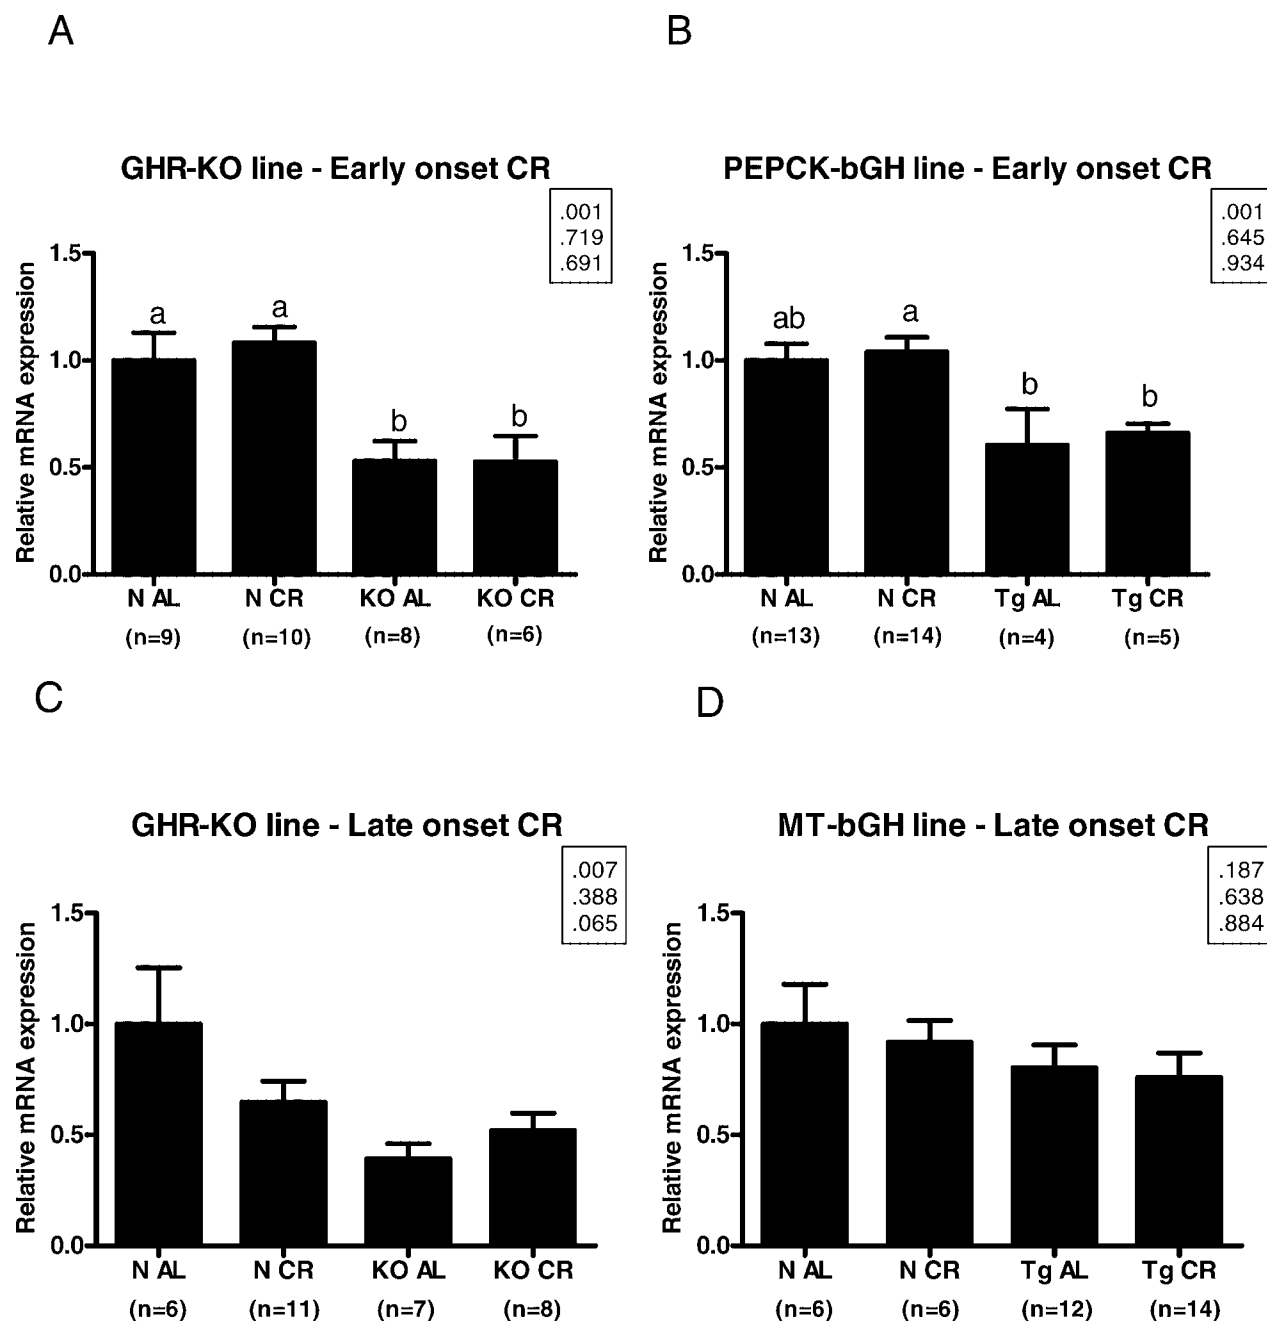 A
GHR-KO line - Early onset CR
.001
.719
.691
Relative mRNA expression
1.5
1.0
0.5
0.0
a
a
b
b
N AL
N CR
KO AL
KO CR
(n=9)
(n=10)
(n=8)
(n=6)
B
PEPCK-bGH line - Early onset CR
.001
.645
.934
Relative mRNA expression
1.5
1.0
0.5
0.0
ab
a
b
b
N AL
N CR
Tg AL
Tg CR
(n=13)
(n=14)
(n=4)
(n=5)
C
GHR-KO line - Late onset CR
.007
.388
.065
Relative mRNA expression
1.5
1.0
0.5
0.0
N AL
N CR
KO AL
KO CR
(n=6)
(n=11)
(n=7)
(n=8)
D
MT-bGH line - Late onset CR
.187
.638
.884
Relative mRNA expression
1.5
1.0
0.5
0.0
N AL
N CR
Tg AL
Tg CR
(n=6)
(n=6)
(n=12)
(n=14)